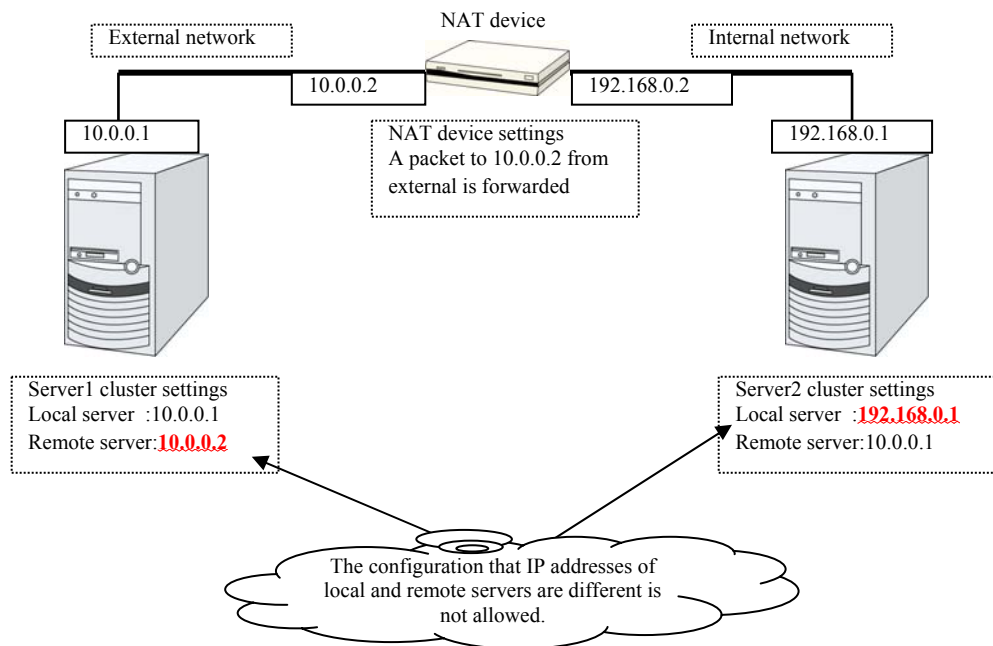 NAT device
External network
Internal network
10.0.0.2
192.168.0.2
10.0.0.1
192.168.0.1
NAT device settings
A packet to 10.0.0.2 from
external is forwarded
Server1 cluster settings
Local server :10.0.0.1
Remote server:10.0.0.2
Server2 cluster settings
Local server :192.168.0.1
Remote server:10.0.0.1
The configuration that IP addresses of
local and remote servers are different is
not allowed.